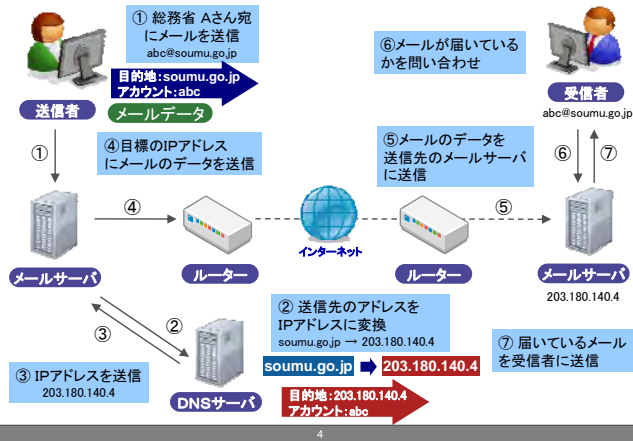 ① 総務省 Aさん宛
にメールを送信
abc@soumu.go.jp
目的地:soumu.go.jp
アカウント:abc
送信者
メールデータ
⑥メールが届いている
かを問い合わせ
受信者
abc@soumu.go.jp
①
④目標のIPアドレス
にメールのデータを送信
⑤メールのデータを
送信先のメールサーバ
に送信
⑥
⑦
④
⑤
インターネット
メールサーバ
ルーター
ルーター
メールサーバ
203.180.140.4
②
③
② 送信先のアドレスを
IPアドレスに変換
soumu.go.jp → 203.180.140.4
soumu.go.jp
203.180.140.4
⑦ 届いているメール
を受信者に送信
③ IPアドレスを送信
203.180.140.4
DNSサーバ
目的地:203.180.140.4
アカウント:abc
4